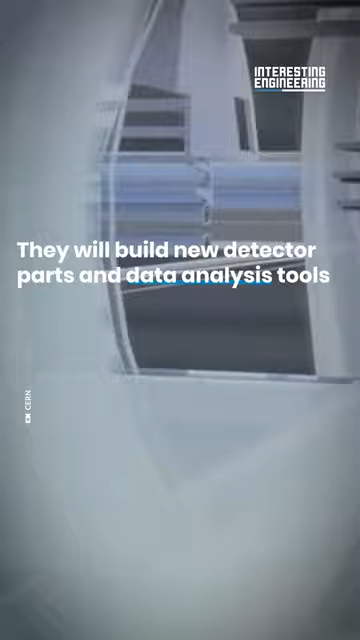 INTERESTING
ENGINEERING
They will build new detector
parts and data analysis tools
CERN